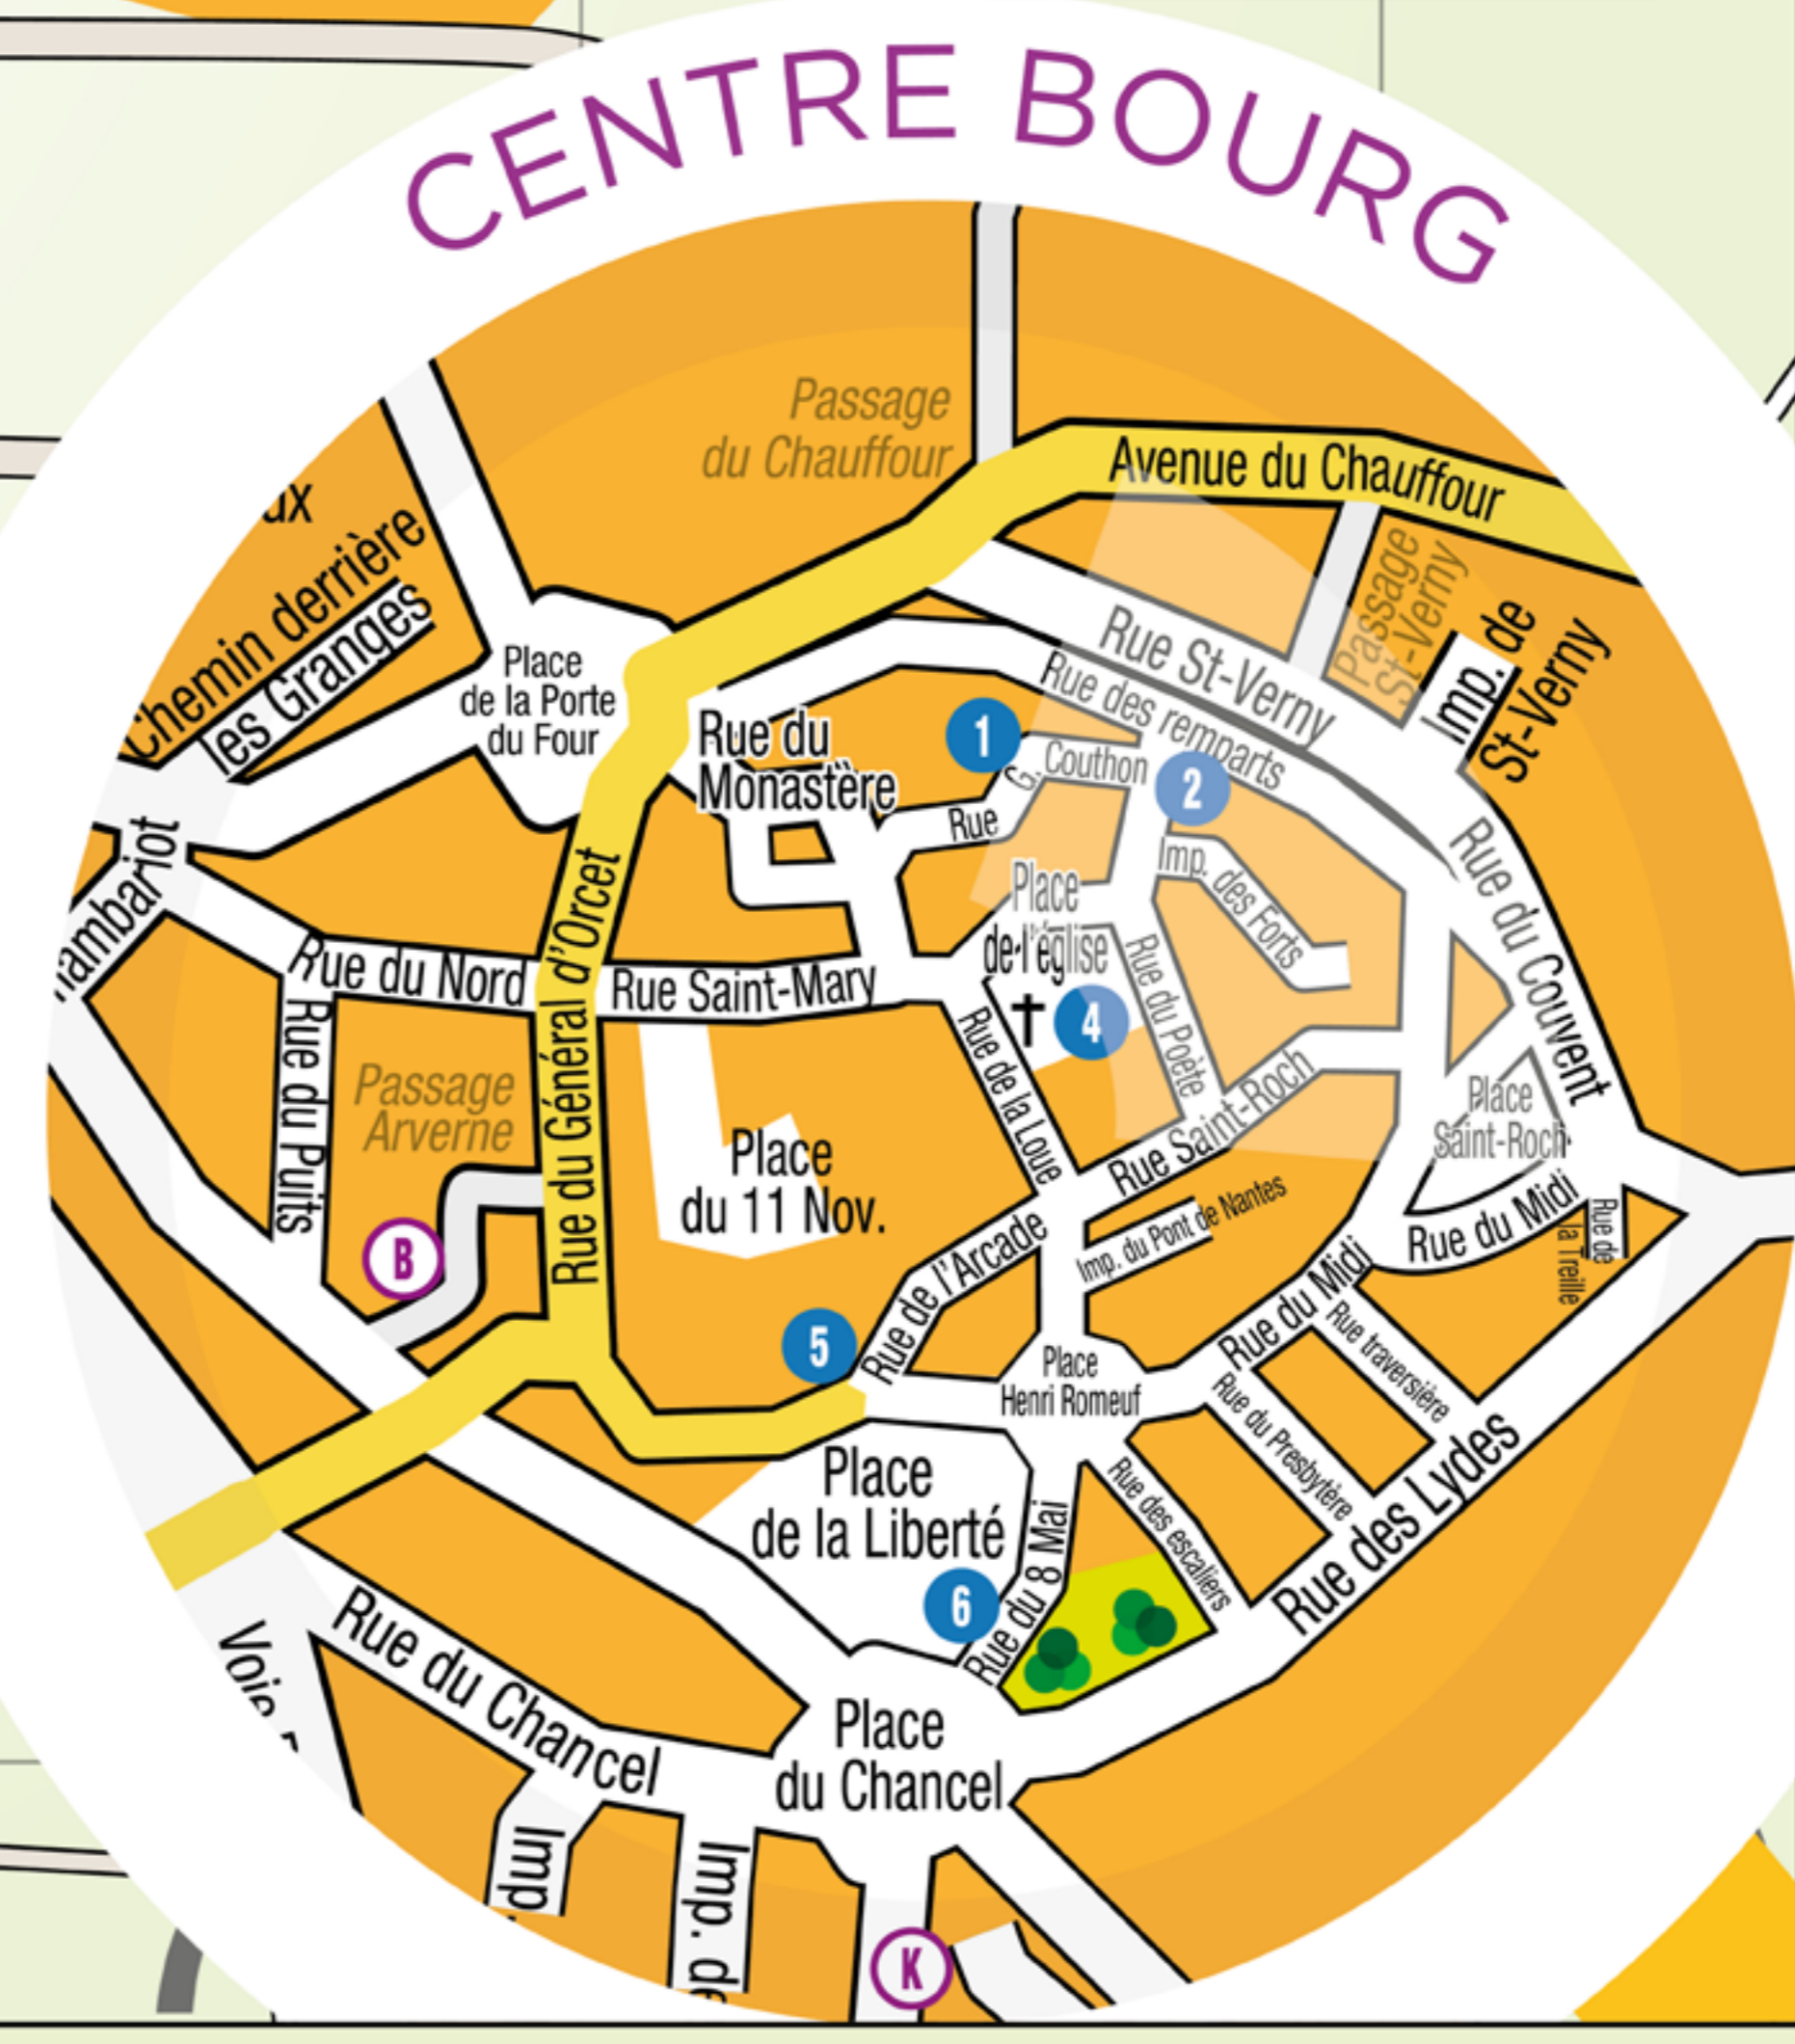 CENTRE BOURG
Passage
du Chauffour
Avenue du Chauffour
Passage
St-Verny
Imp. de
St-Verny
Chemin derrière
les Granges
Place
de la Porte
du Four
Rue St-Verny
Rue des remparts
Rue du
Monastère
1
Rue G. Couthon
2
Imp. des Forts
Rue du Couvent
Place
de l'église
4
Rue du Poète
Rue du Nord
Rue Saint-Mary
Rue du Général d'Orcet
Rue du Puits
Passage
Arverne
B
Place
du 11 Nov.
Rue de la Loue
Rue Saint-Roch
Place
Saint-Roch
Imp. du Pont de Nantes
Rue du Midi
Rue de
la Treille
Rue de l'Arcade
5
Rue du Midi
Rue traversière
Place
Henri Romeuf
Rue du Presbytère
Rue des Lydes
Rue des escaliers
Place
de la Liberté
6
Rue du 8 Mai
Rue du Chancel
Voie
Place
du Chancel
Imp.
Imp. de
K